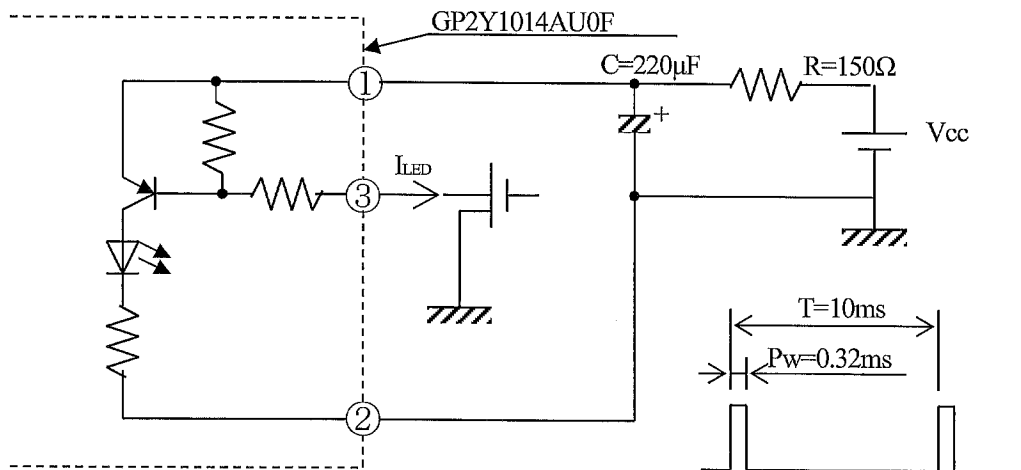 GP2Y1014AU0F
C=220μF
R=150Ω
①
+
Vcc
ILED
③
T=10ms
Pw=0.32ms
②